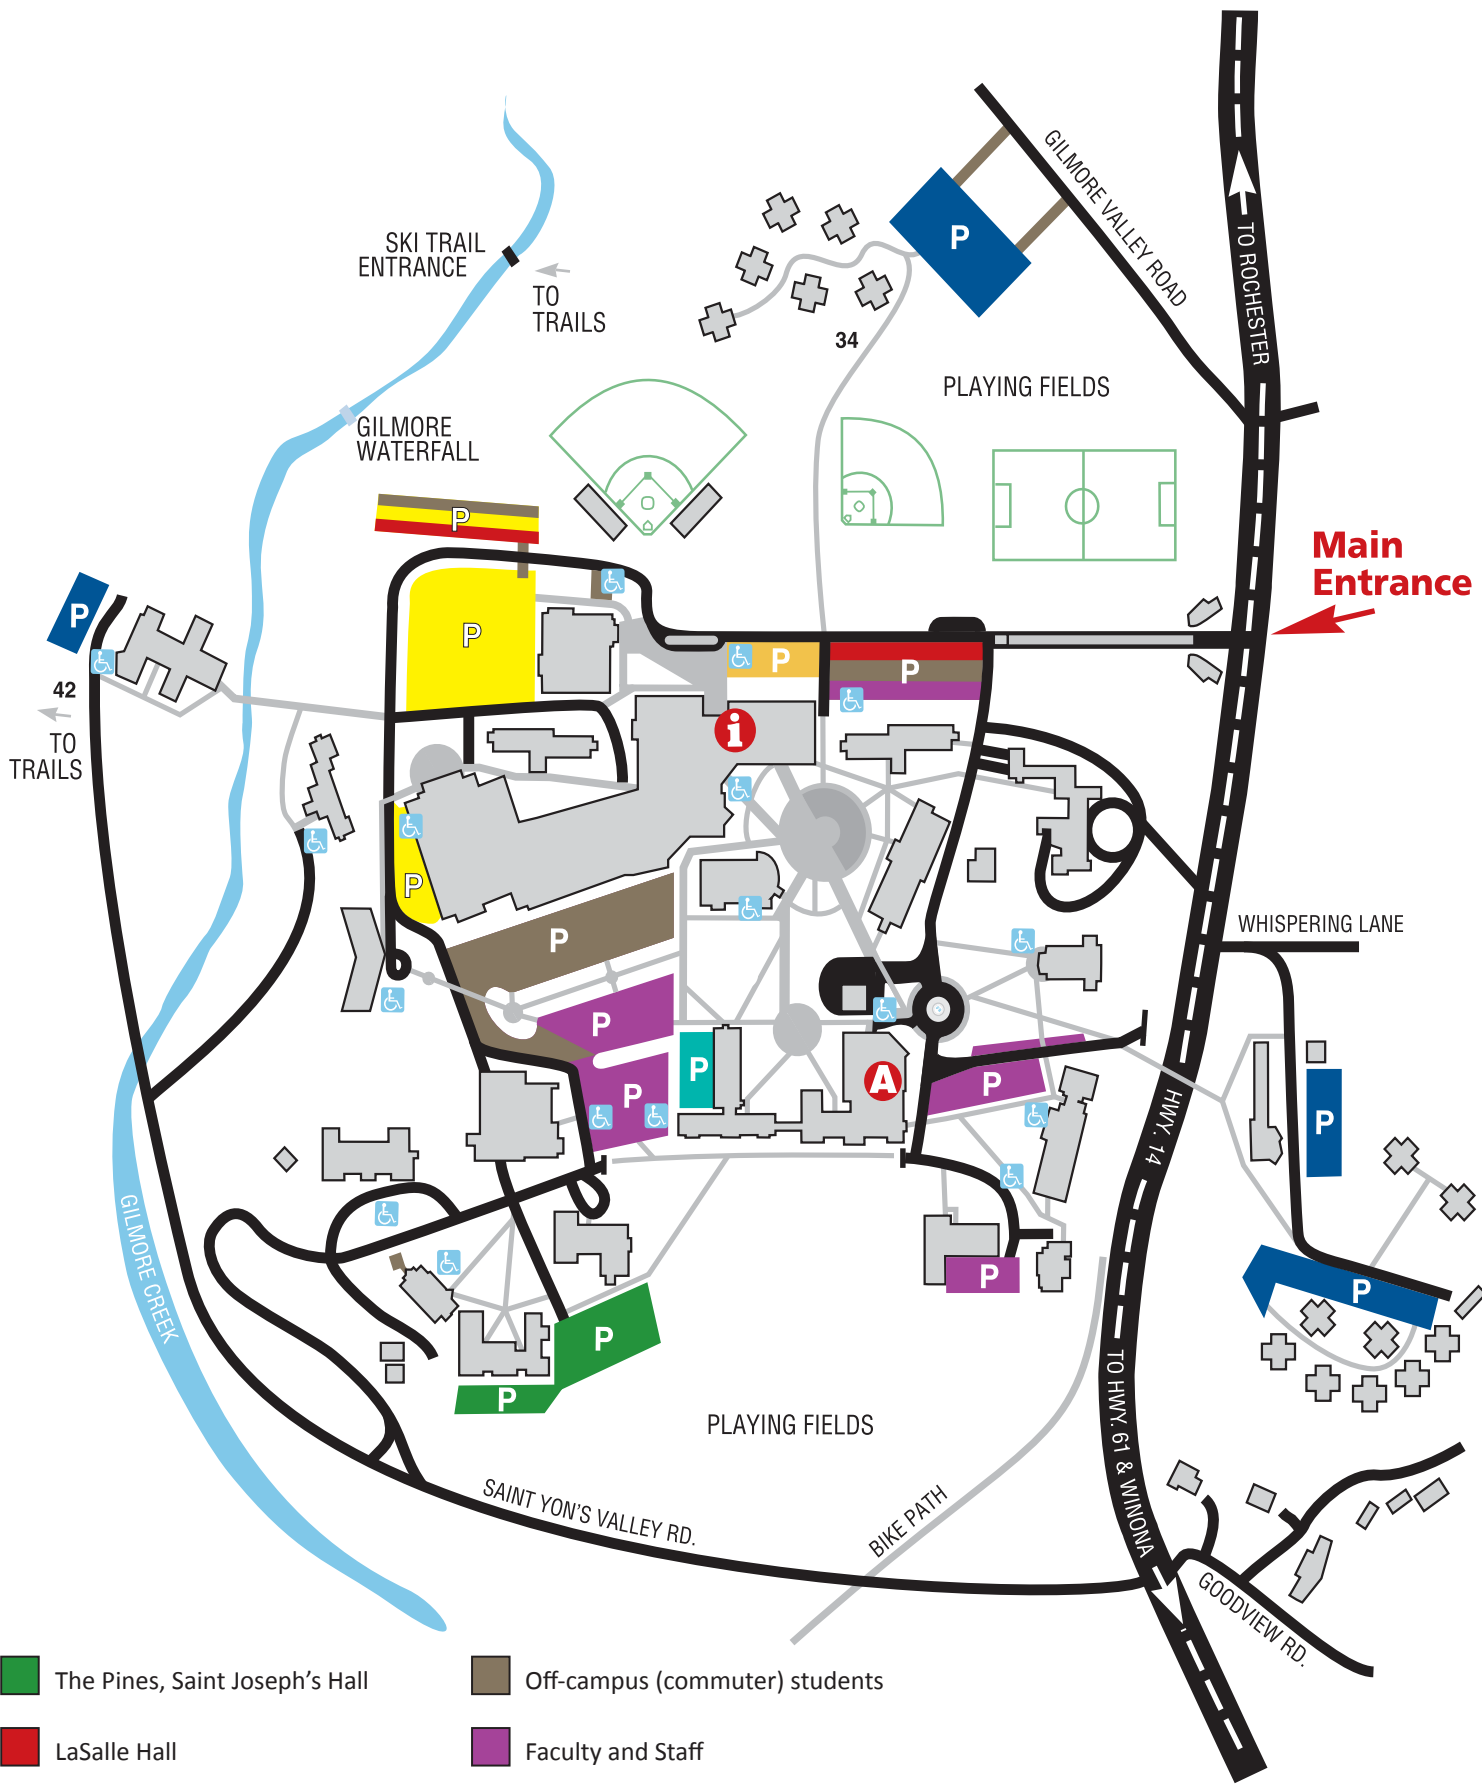 GILMORE VALLEY ROAD
TO ROCHESTER
P
SKI TRAIL
ENTRANCE
TO
TRAILS
34
PLAYING FIELDS
GILMORE
WATERFALL
P
Main
Entrance
P
P
P
P
42
TO
TRAILS
i
P
WHISPERING LANE
P
P
P
P
P
A
P
HWY. 14
GILMORE CREEK
P
P
P
P
P
TO HWY. 61 & WINONA
PLAYING FIELDS
SAINT YON'S VALLEY RD.
BIKE PATH
GOODVIEW RD.
The Pines, Saint Joseph’s Hall
Off-campus (commuter) students
LaSalle Hall
Faculty and Staff